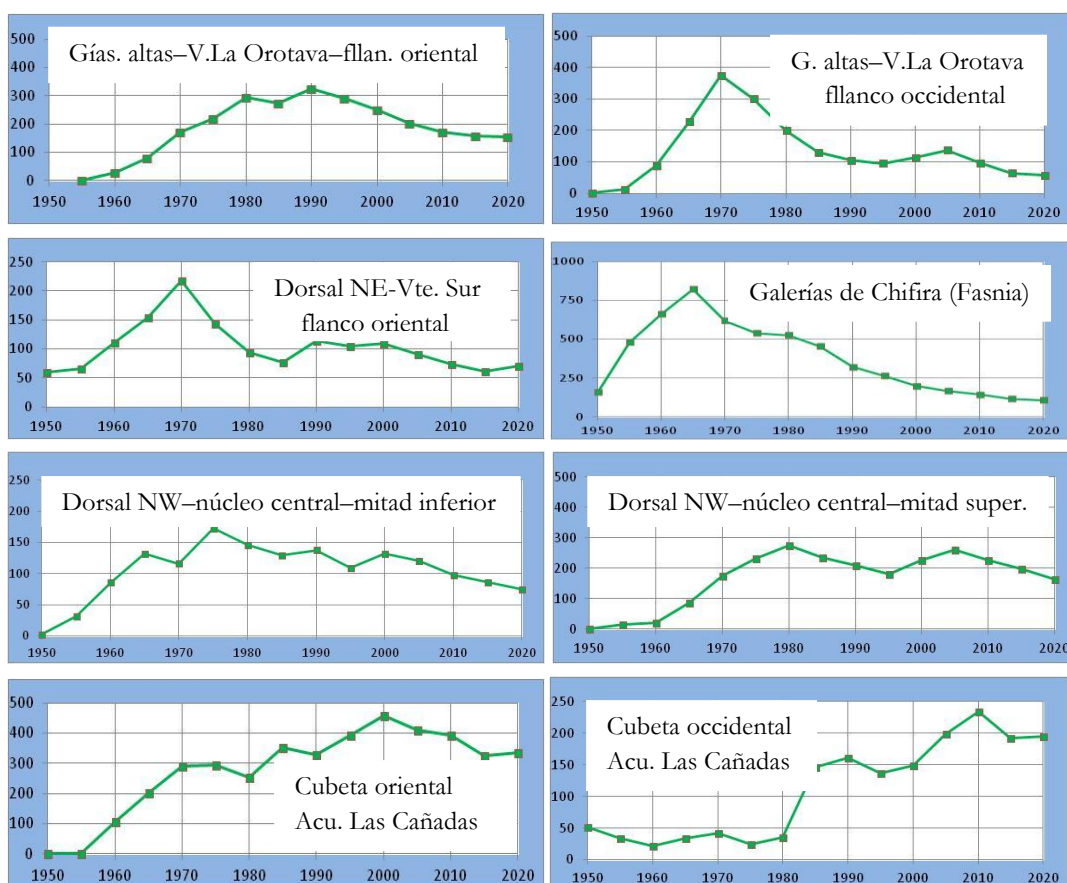 Gías. altas–V.La Orotava–fllan. oriental
500
400
300
200
100
0
1950 1960 1970 1980 1990 2000 2010 2020
G. altas–V.La Orotava
fllanco occidental
500
400
300
200
100
0
1950 1960 1970 1980 1990 2000 2010 2020
Dorsal NE-Vte. Sur
flanco oriental
250
200
150
100
50
0
1950 1960 1970 1980 1990 2000 2010 2020
Galerías de Chifira (Fasnia)
1000
750
500
250
0
1950 1960 1970 1980 1990 2000 2010 2020
Dorsal NW–núcleo central–mitad inferior
250
200
150
100
50
0
1950 1960 1970 1980 1990 2000 2010 2020
Dorsal NW–núcleo central–mitad super.
500
400
300
200
100
0
1950 1960 1970 1980 1990 2000 2010 2020
Cubeta oriental
Acu. Las Cañadas
500
400
300
200
100
0
1950 1960 1970 1980 1990 2000 2010 2020
Cubeta occidental
Acu. Las Cañadas
250
200
150
100
50
0
1950 1960 1970 1980 1990 2000 2010 2020